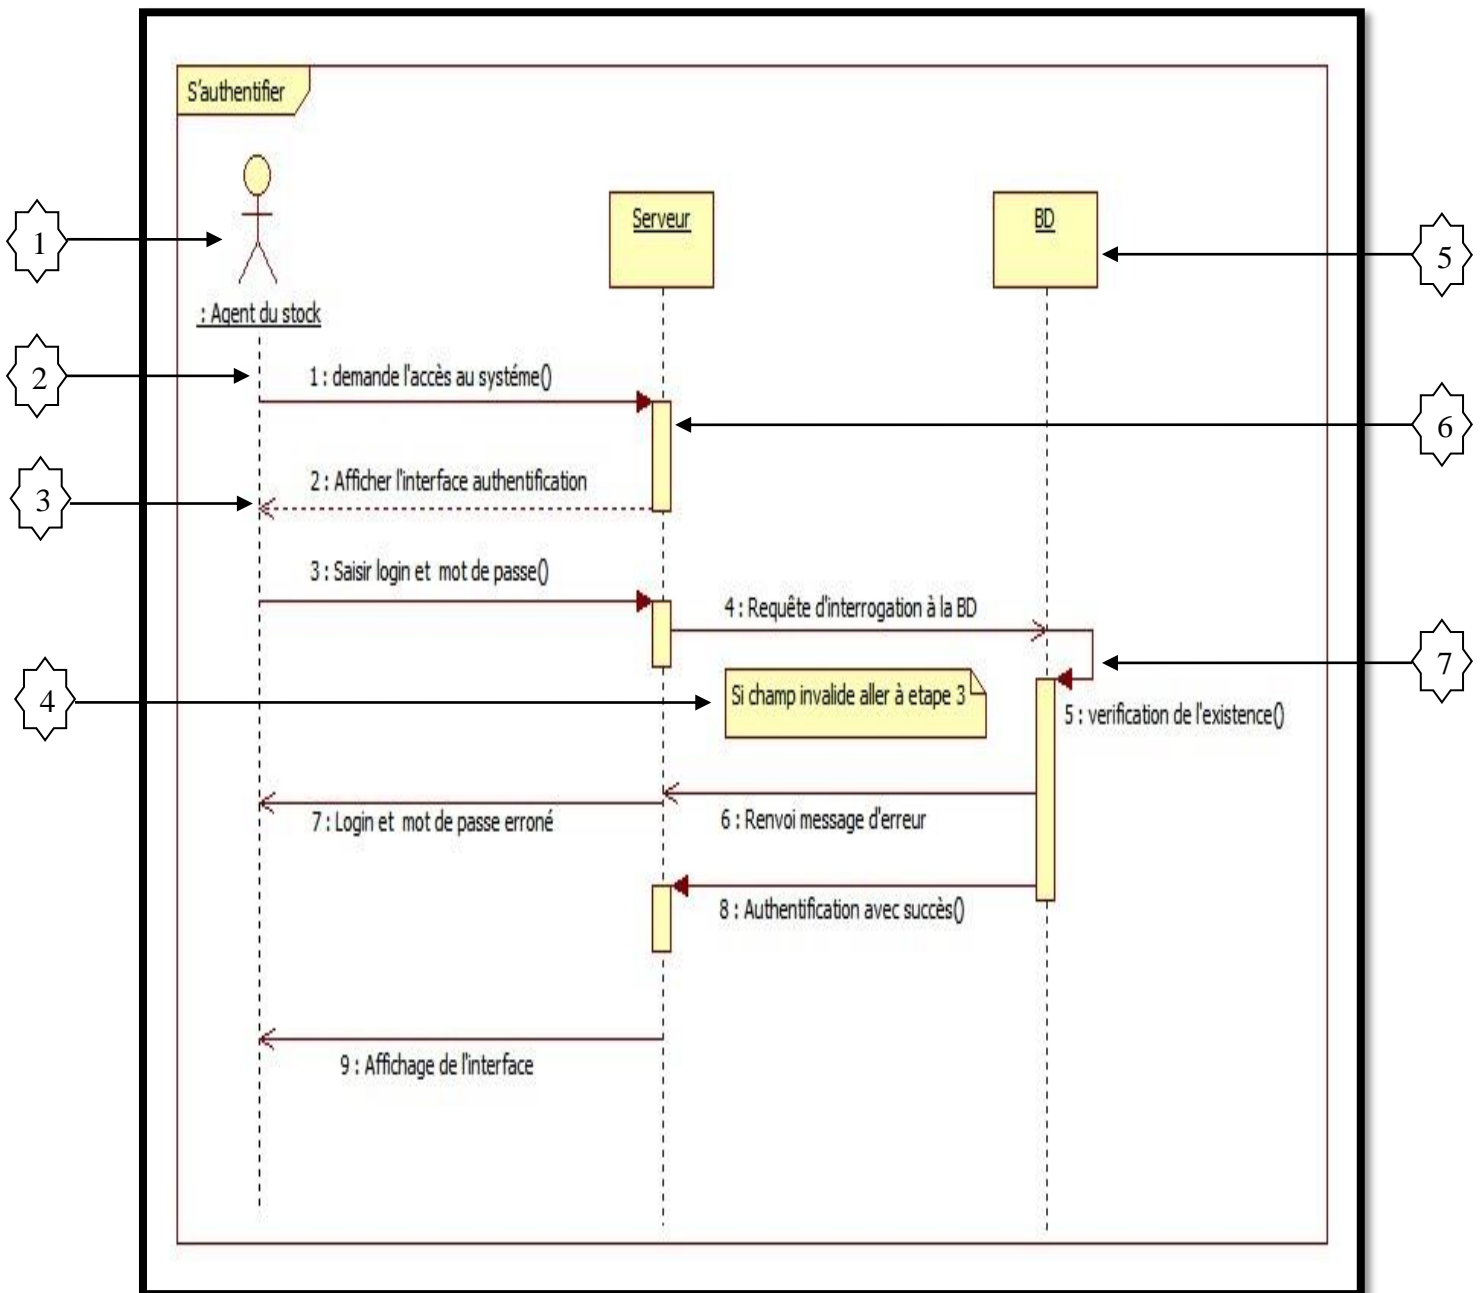 S'authentifier
Serveur
BD
1
5
: Agent du stock
2
1 : demande l'accès au systéme()
6
3
2 : Afficher l'interface authentification
3 : Saisir login et mot de passe()
4 : Requête d'interrogation à la BD
7
4
Si champ invalide aller à etape 3
5 : verification de l'existence()
7 : Login et mot de passe erroné
6 : Renvoi message d'erreur
8 : Authentification avec succès()
9 : Affichage de l'interface